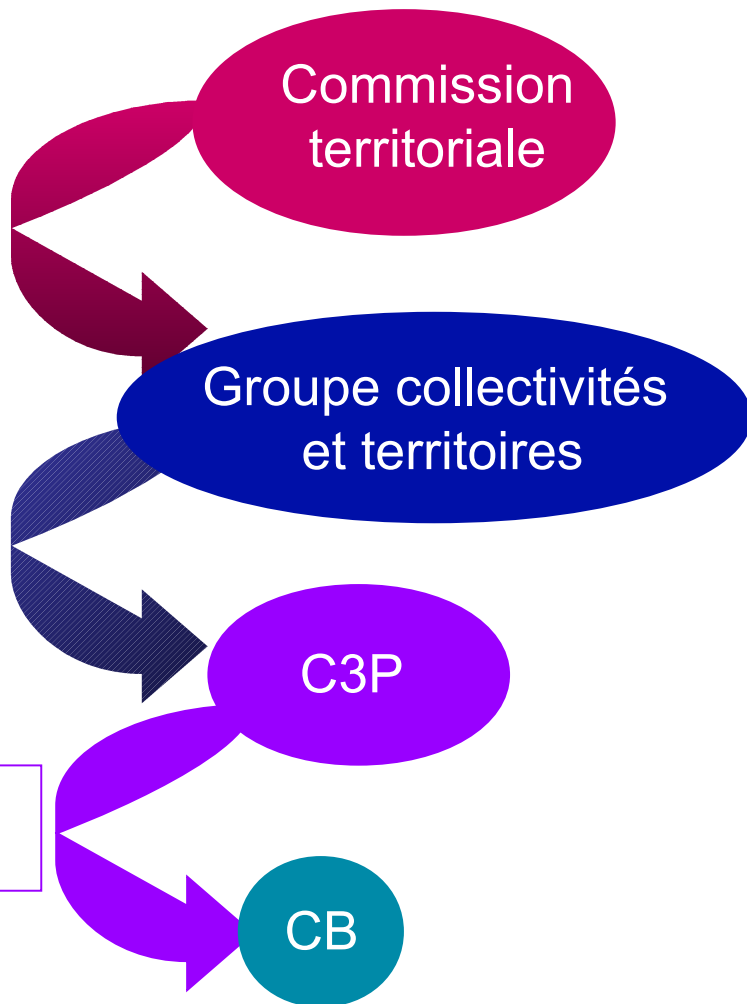 Commission
territoriale
Groupe collectivités
et territoires
C3P
CB